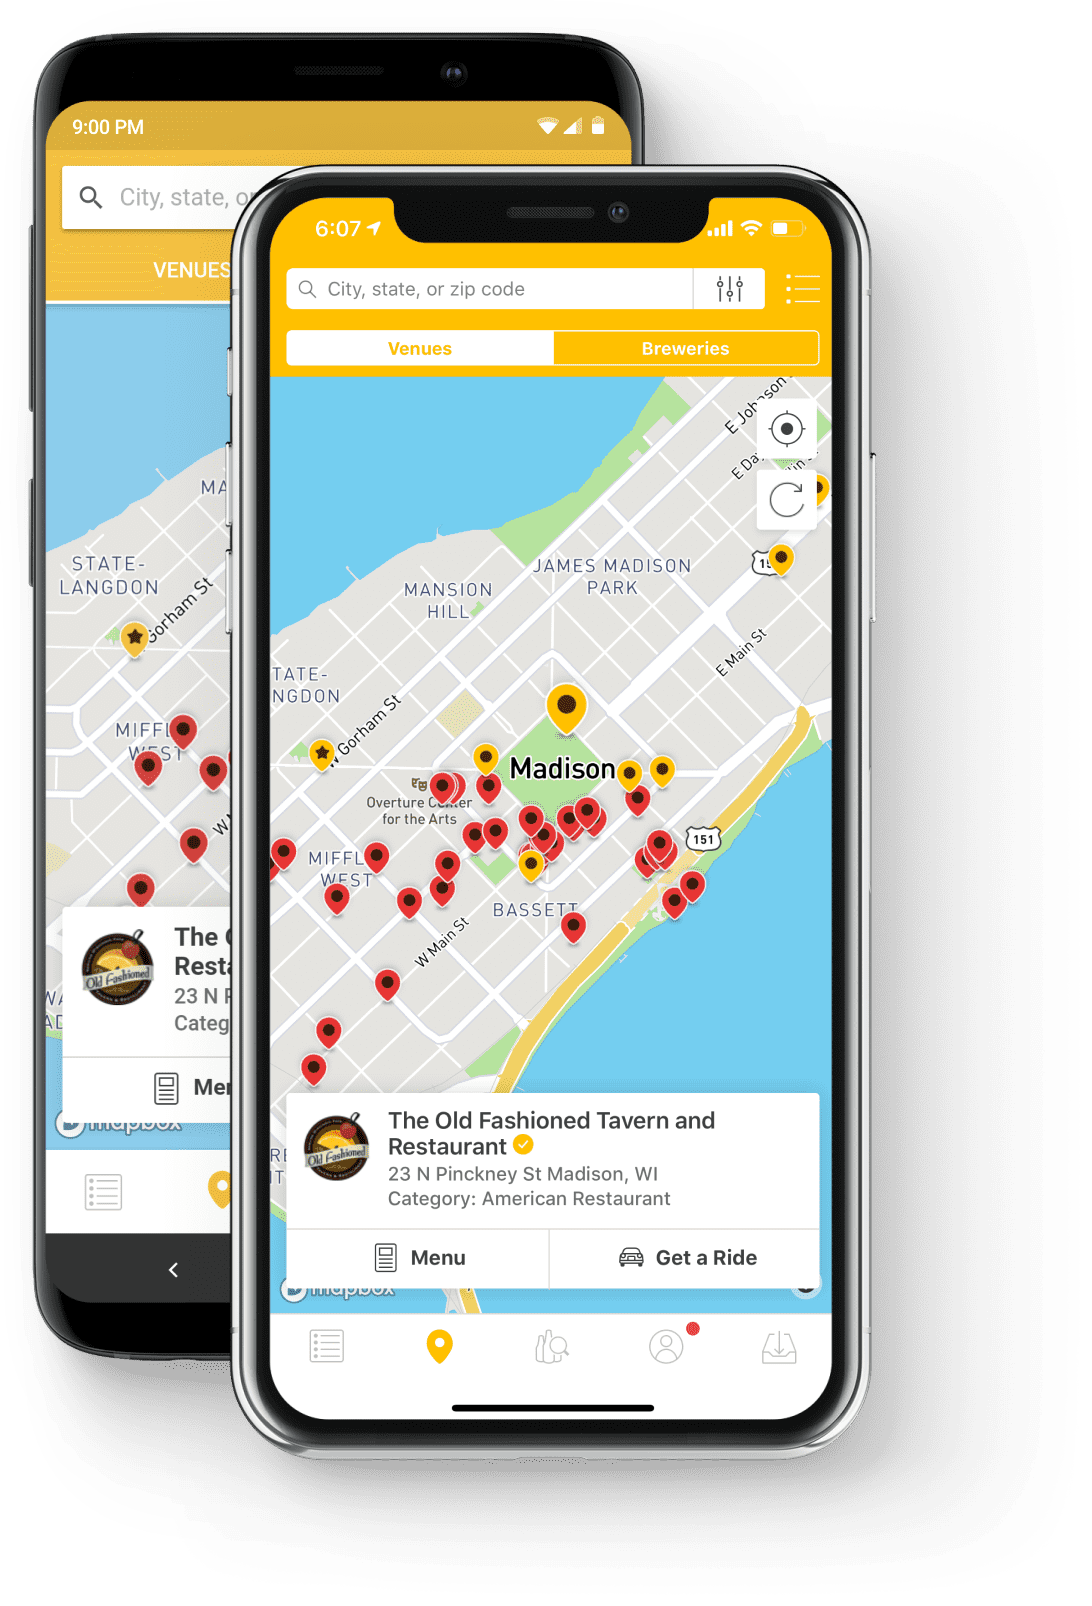 9:00 PM
City, state, or
VENUES
MA
STATE-
LANGDON
Gorham St
MIFFL
WEST
W
The
Resta
23 N P
Categ
Old Fashioned
Men
mapbox
6:07
City, state, or zip code
Venues
Breweries
E Johnson
E Da
JAMES MADISON
PARK
MANSION
HILL
E Main St
TATE-
NGDON
W Gorham St
Madison
Overture Center
for the Arts
151
MIFFL
WEST
BASSETT
W Main St
The Old Fashioned Tavern and
Restaurant
Old Fashioned
23 N Pinckney St Madison, WI
Category: American Restaurant
Menu
Get a Ride
mapbox